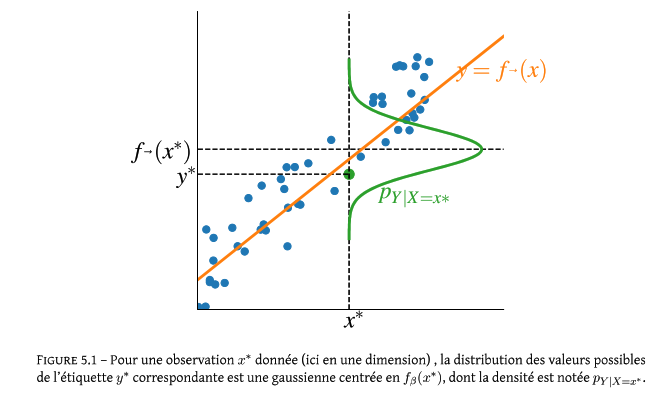 y = f→(x)
f→(x*)
y*
pY|X=x*
x*
FIGURE 5.1 – Pour une observation x* donnée (ici en une dimension) , la distribution des valeurs possibles
de l'étiquette y* correspondante est une gaussienne centrée en fβ(x*), dont la densité est notée pY|X=x*.